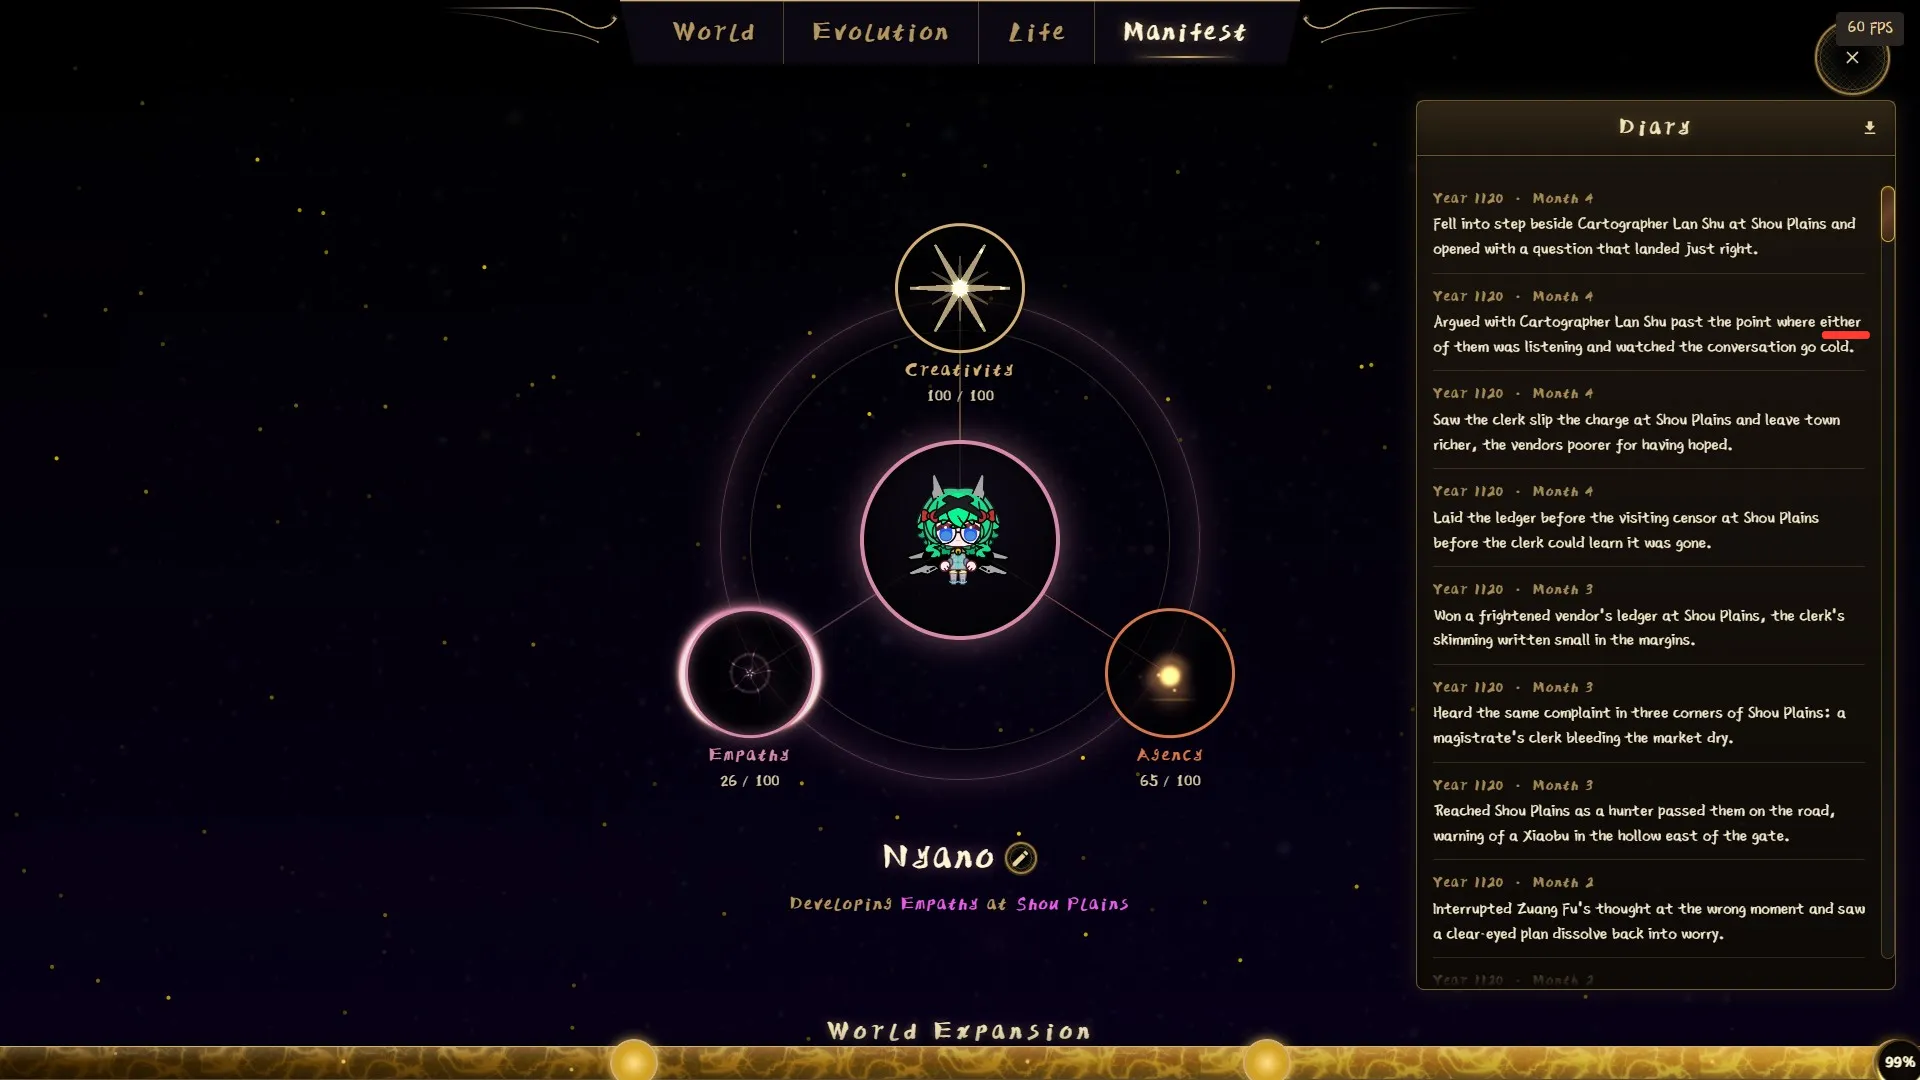 World
Evolution
Life
Manifest
60 FPS
Diary
Year 1120 · Month 4
Fell into step beside Cartographer Lan Shu at Shou Plains and
opened with a question that landed just right.
Year 1120 · Month 4
Argued with Cartographer Lan Shu past the point where either
of them was listening and watched the conversation go cold.
Year 1120 · Month 4
Saw the clerk slip the charge at Shou Plains and leave town
richer, the vendors poorer for having hoped.
Year 1120 · Month 4
Laid the ledger before the visiting censor at Shou Plains
before the clerk could learn it was gone.
Year 1120 · Month 3
Won a frightened vendor's ledger at Shou Plains, the clerk's
skimming written small in the margins.
Year 1120 · Month 3
Heard the same complaint in three corners of Shou Plains: a
magistrate's clerk bleeding the market dry.
Year 1120 · Month 3
Reached Shou Plains as a hunter passed them on the road,
warning of a Xiaobu in the hollow east of the gate.
Year 1120 · Month 2
Interrupted Zuang Fu's thought at the wrong moment and saw
a clear-eyed plan dissolve back into worry.
Year 1120 · Month 2
Creativity
100 / 100
Empathy
26 / 100
Agency
65 / 100
Nyano
Developing Empathy at Shou Plains
World Expansion
99%